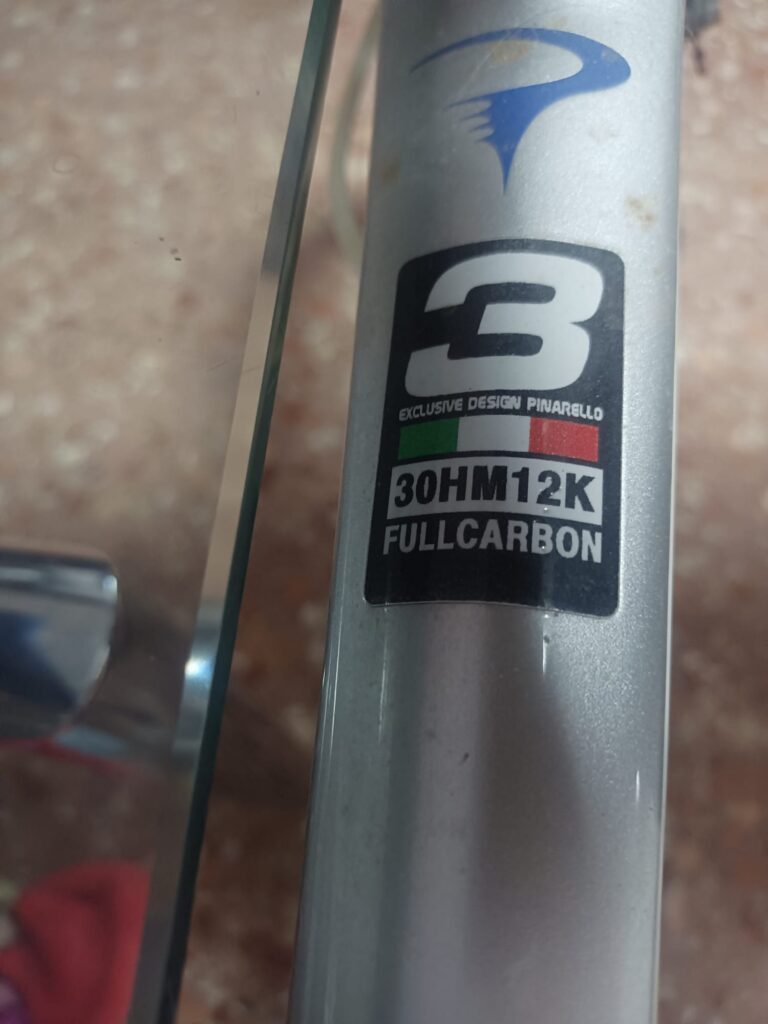 3
EXCLUSIVE DESIGN PINARELLO
30HM12K
FULLCARBON